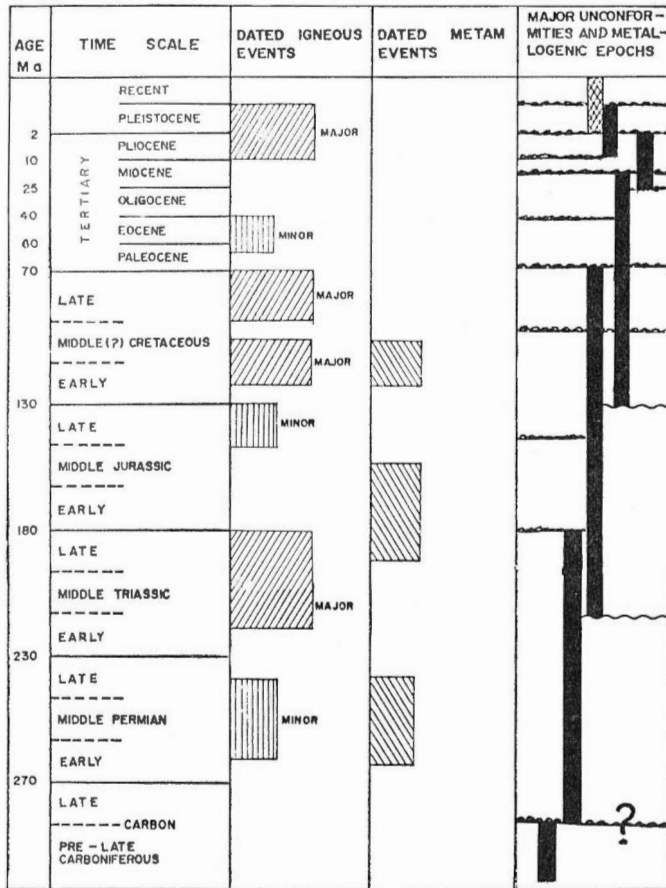 AGE
Ma
TIME SCALE
DATED IGNEOUS
EVENTS
DATED METAM
EVENTS
MAJOR UNCONFOR-
MITIES AND METAL-
LOGENIC EPOCHS
RECENT
PLEISTOCENE
MAJOR
2
PLIOCENE
10
MIOCENE
25
OLIGOCENE
40
EOCENE
MINOR
60
PALEOCENE
70
TERTIARY
LATE
MAJOR
MIDDLE(?) CRETACEOUS
MAJOR
EARLY
130
LATE
MINOR
MIDDLE JURASSIC
EARLY
180
LATE
MIDDLE TRIASSIC
MAJOR
EARLY
230
LATE
MIDDLE PERMIAN
MINOR
EARLY
270
LATE
CARBON
?
PRE-LATE
CARBONIFEROUS